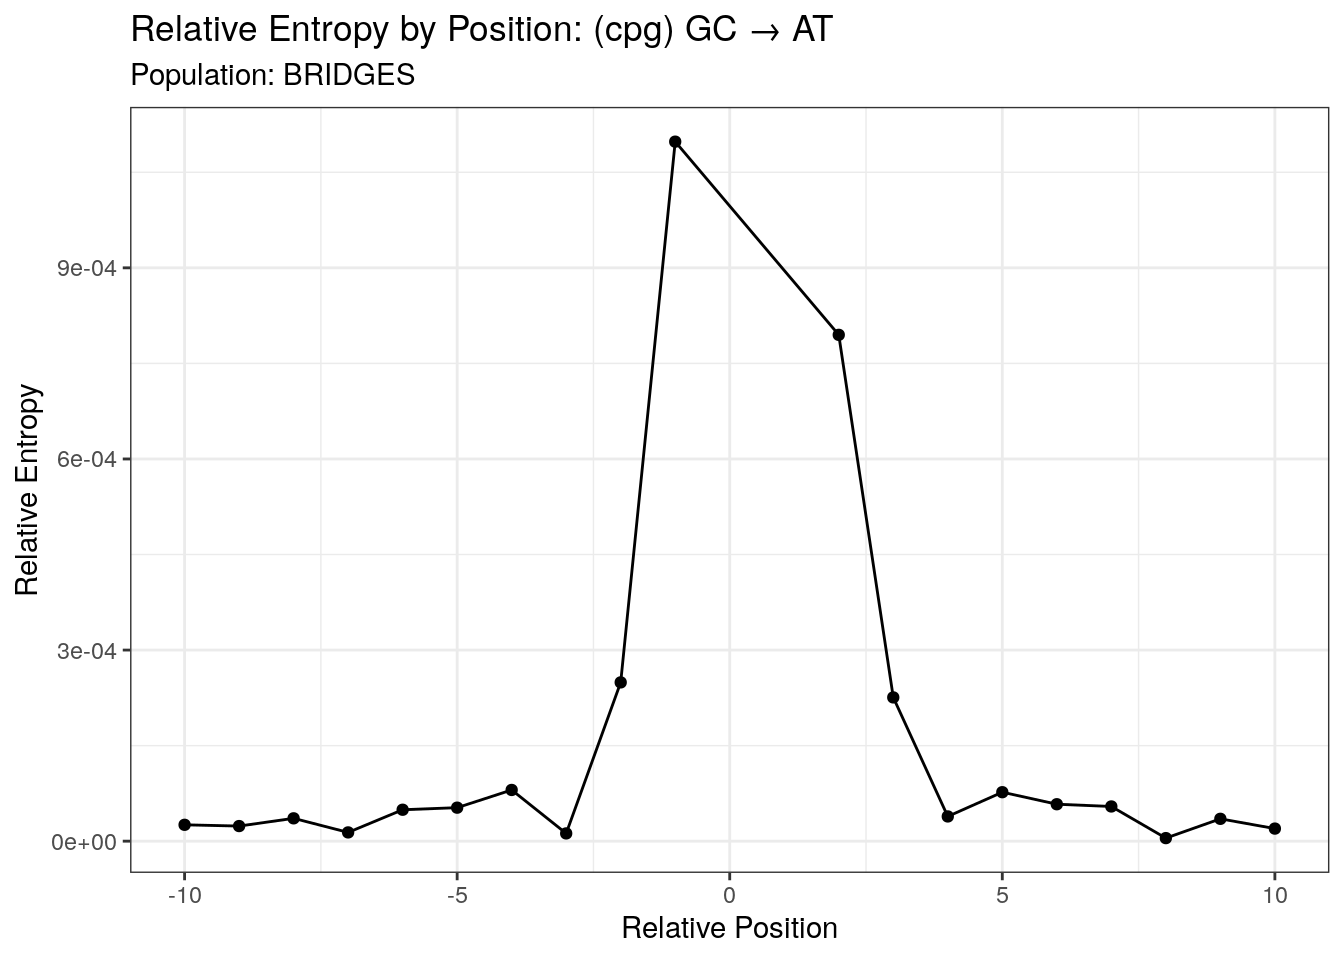 Relative Entropy by Position: (cpg) GC → AT
Population: BRIDGES
Relative Entropy
9e-04
6e-04
3e-04
0e+00
-10 -5 0 5 10
Relative Position